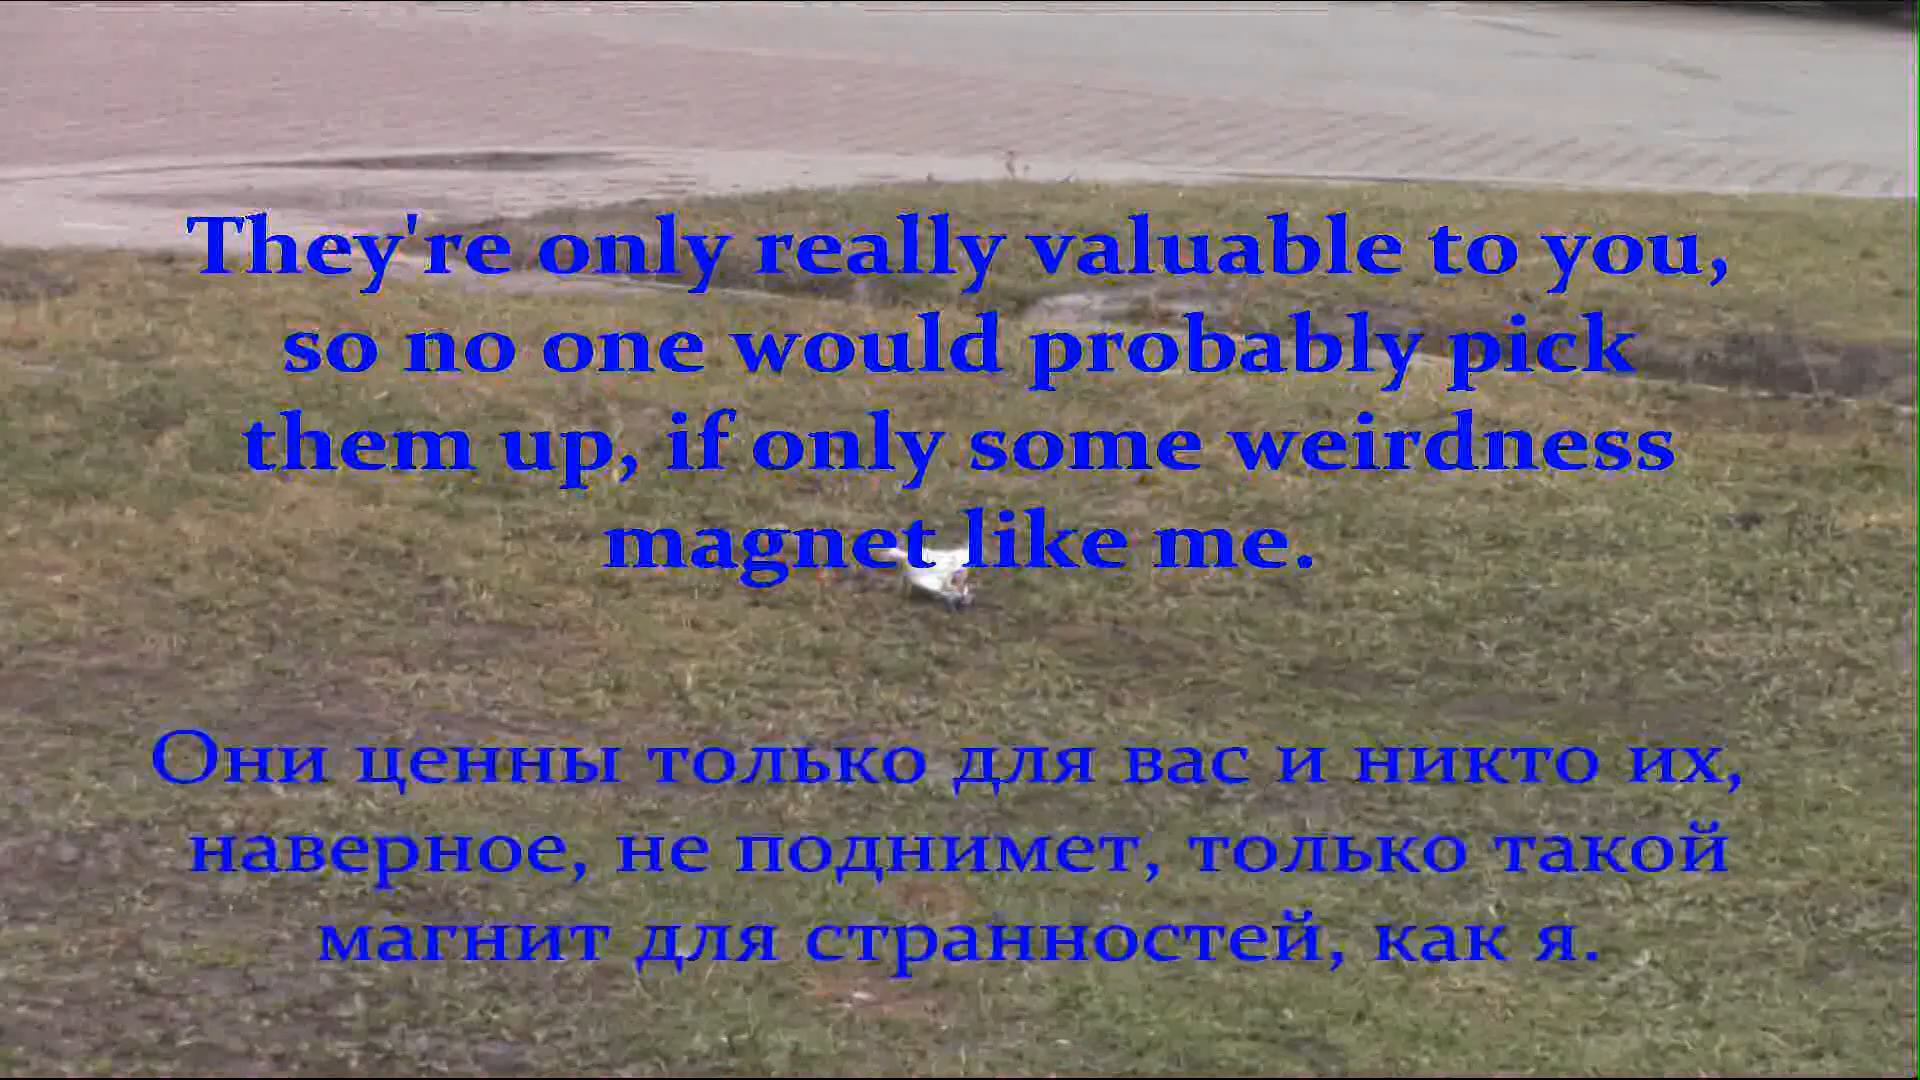 They're only really valuable to you,
so no one would probably pick
them up, if only some weirdness
magnet like me.
Они ценны только для вас и никто их,
наверное, не поднимет, только такой
магнит для странностей, как я.